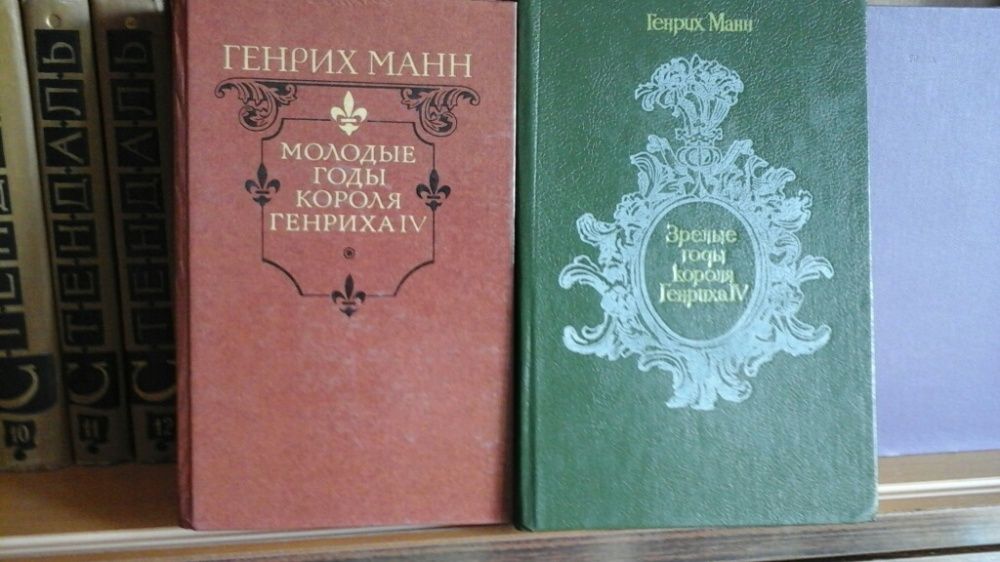 СТЕНДАЛЬ
10
СТЕНДАЛЬ
11
СТЕНДАЛЬ
12
ГЕНРИХ МАНН
МОЛОДЫЕ
ГОДЫ
КОРОЛЯ
ГЕНРИХА IV
Генрих Манн
Зрелые
годы
короля
Генриха IV